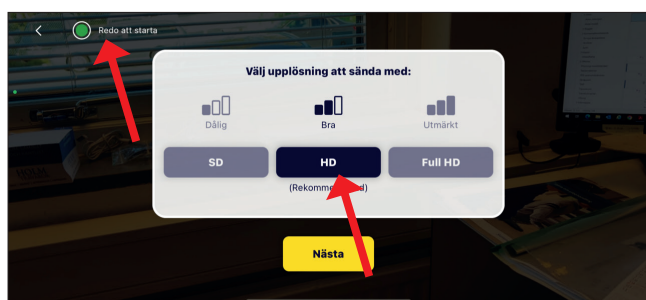 Redo att starta
Välj upplösning att sända med:
Dålig
Bra
Utmärkt
SD
HD
Full HD
Nästa